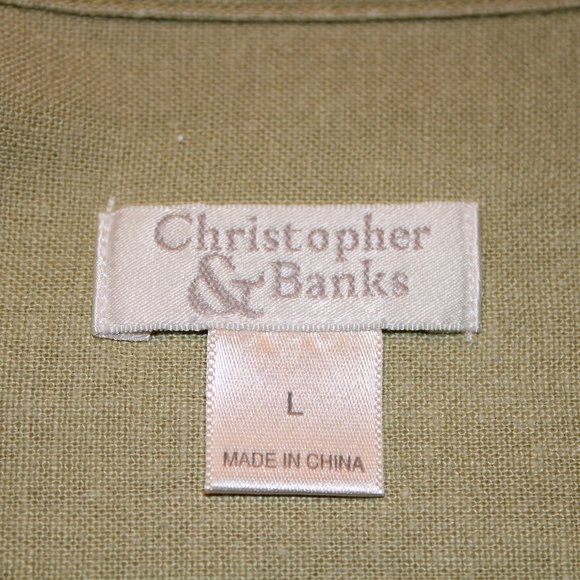 Christopher
& Banks
L
MADE IN CHINA